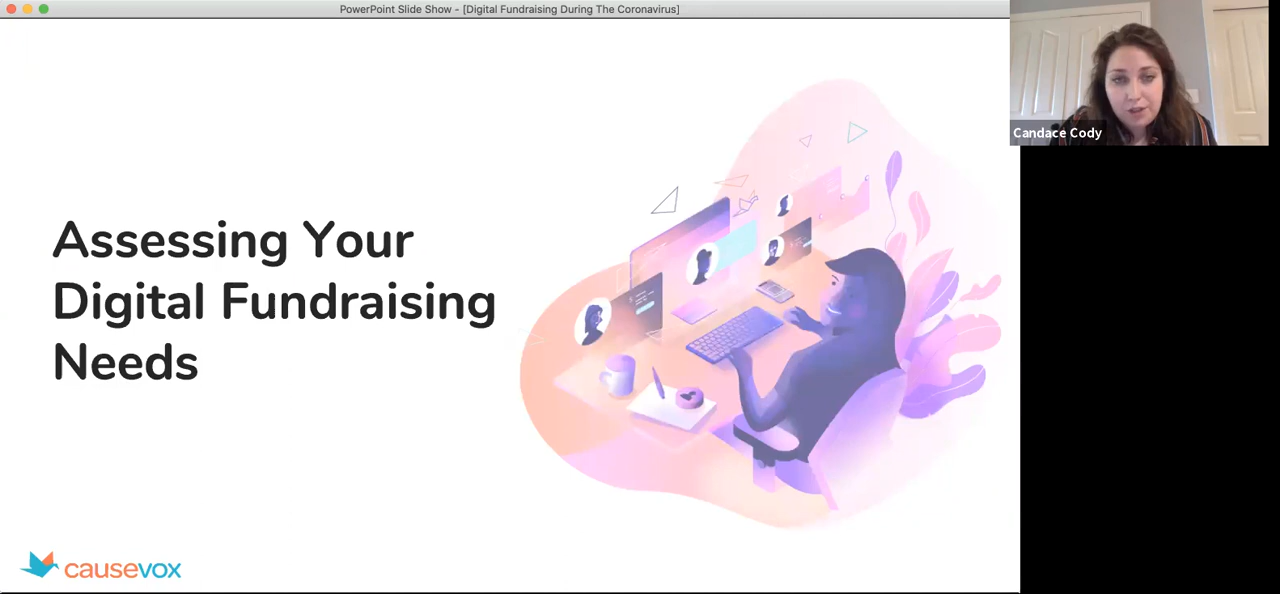 PowerPoint Slide Show - [Digital Fundraising During The Coronavirus]
Candace Cody
Assessing Your
Digital Fundraising
Needs
causevox